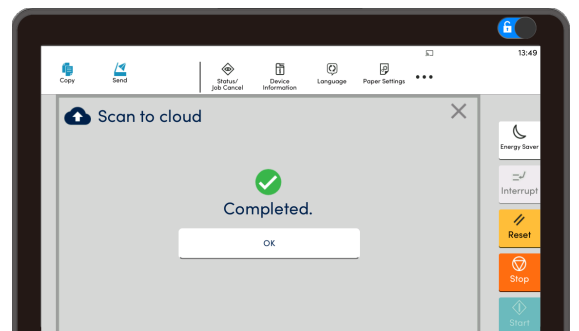 13:49
Copy
Send
Status/
Job Cancel
Device
Information
Language
Paper Settings
Scan to cloud
Energy Saver
Completed.
Interrupt
OK
Reset
Stop
Start